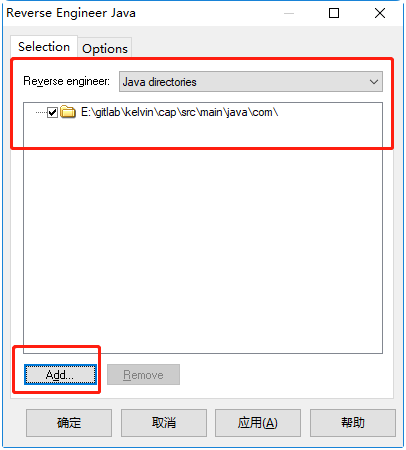 Reverse Engineer Java
Selection Options
Reverse engineer: Java directories
E:\gitlab\kelvin\cap\src\main\java\com\
Add... Remove
确定 取消 应用(A) 帮助